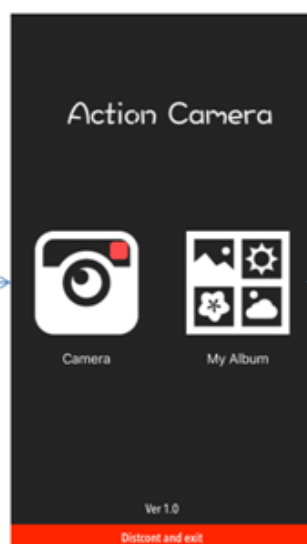 Action Camera
Camera
My Album
Ver 1.0
Distcont and exit